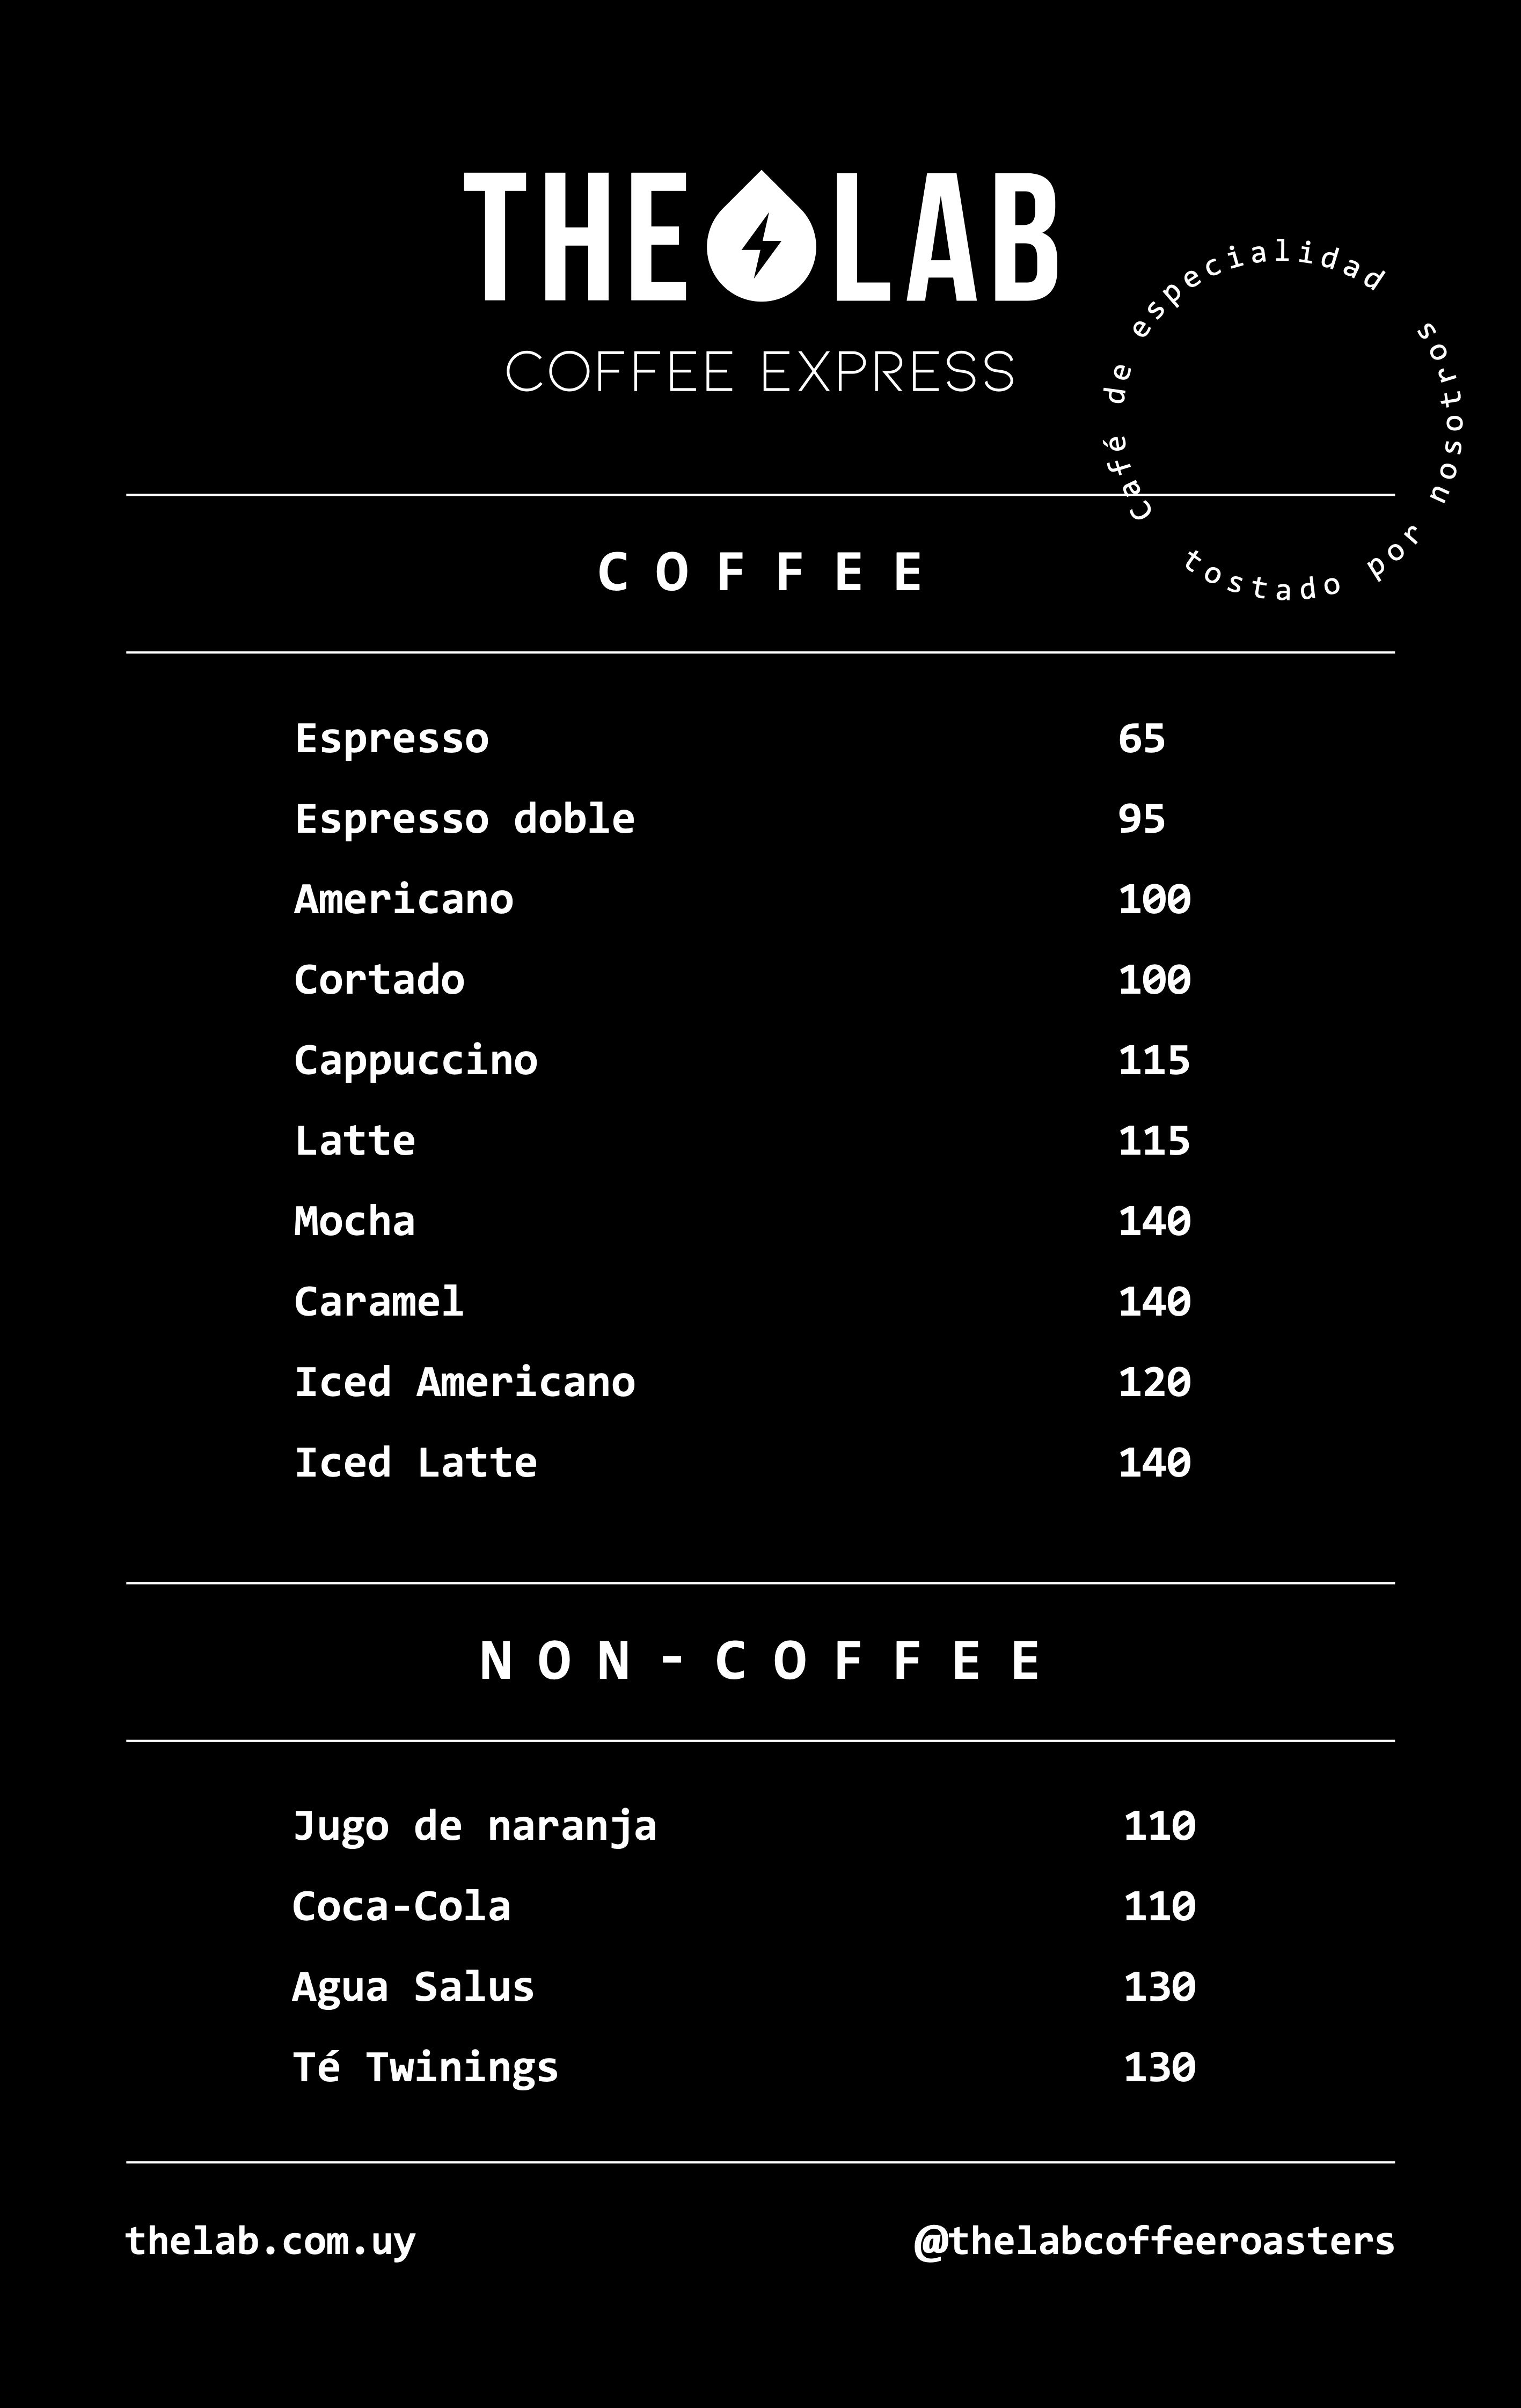 THE LAB
COFFEE EXPRESS
Café de especialidad
tostado por nosotros
COFFEE
Espresso 65
Espresso doble 95
Americano 100
Cortado 100
Cappuccino 115
Latte 115
Mocha 140
Caramel 140
Iced Americano 120
Iced Latte 140
NON-COFFEE
Jugo de naranja 110
Coca-Cola 110
Agua Salus 130
Té Twinings 130
thelab.com.uy @thelabcoffeeroasters